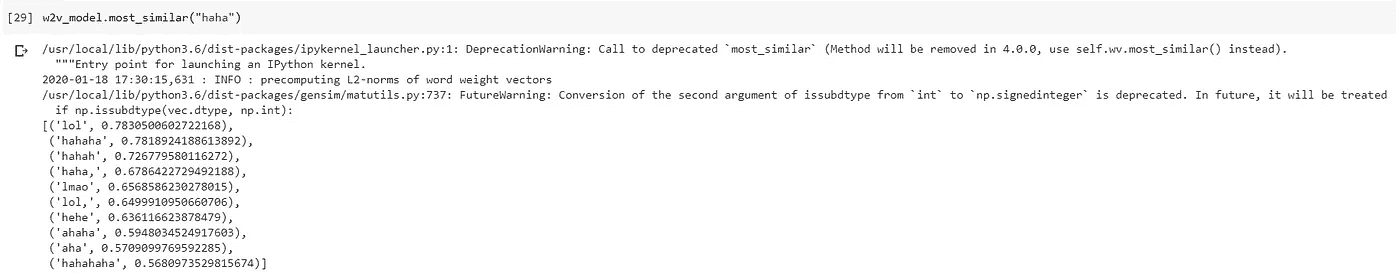 [29] w2v_model.most_similar("haha")
/usr/local/lib/python3.6/dist-packages/ipykernel_launcher.py:1: DeprecationWarning: Call to deprecated `most_similar` (Method will be removed in 4.0.0, use self.wv.most_similar() instead).
"""Entry point for launching an IPython kernel.
2020-01-18 17:30:15,631 : INFO : precomputing L2-norms of word weight vectors
/usr/local/lib/python3.6/dist-packages/gensim/matutils.py:737: FutureWarning: Conversion of the second argument of issubdtype from `int` to `np.signedinteger` is deprecated. In future, it will be treated
if np.issubdtype(vec.dtype, np.int):
[('lol', 0.7830500602722168),
('hahaha', 0.7818924188613892),
('hahah', 0.726779580116272),
('haha,', 0.6786422729492188),
('lmao', 0.6568586230278015),
('lol,', 0.6499910950660706),
('hehe', 0.636116623878479),
('ahaha', 0.5948034524917603),
('aha', 0.5709099769592285),
('hahahaha', 0.5680973529815674)]